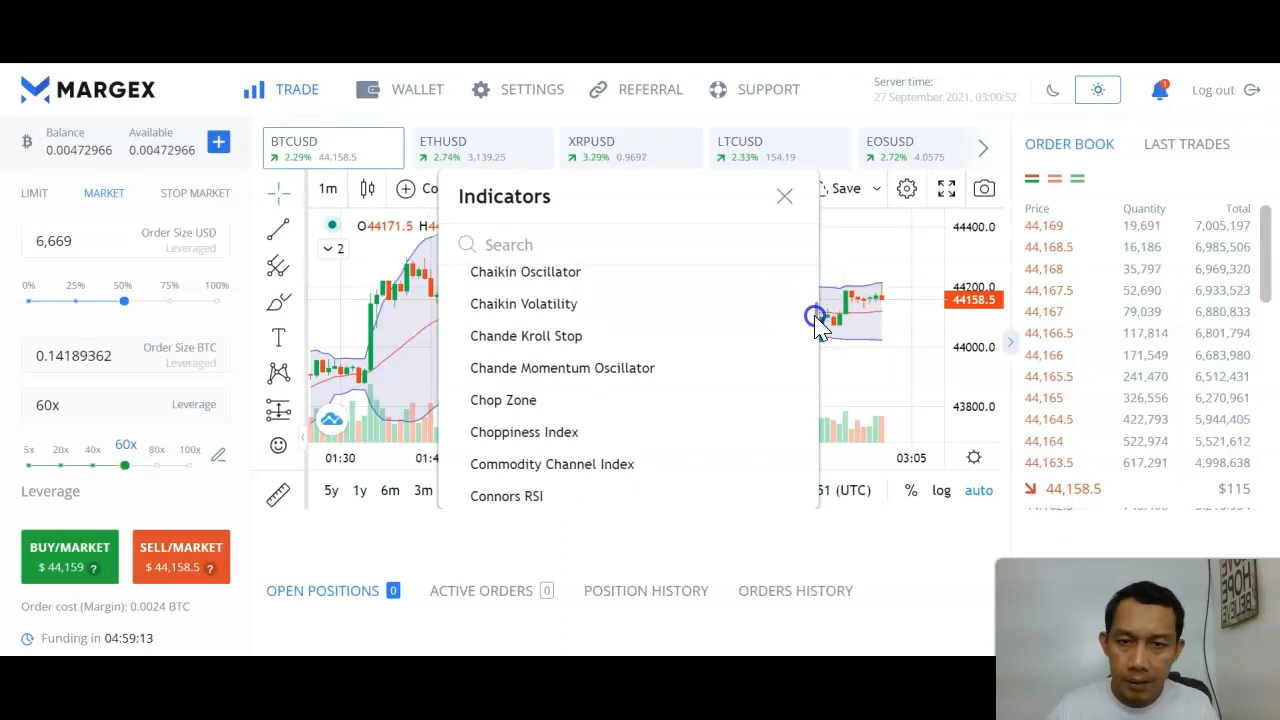 MARGEX
TRADE
WALLET
SETTINGS
REFERRAL
SUPPORT
Server time:
27 September 2021, 03:00:52
1
Log out
Balance
0.00472966
Available
0.00472966
BTCUSD
2.29% 44,158.5
ETHUSD
2.74% 3,139.25
XRPUSD
3.29% 0.9697
LTCUSD
2.33% 154.19
EOSUSD
2.72% 4.0575
ORDER BOOK
LAST TRADES
LIMIT
MARKET
STOP MARKET
6,669
Order Size USD
Leveraged
0% 25% 50% 75% 100%
0.14189362
Order Size BTC
Leveraged
60x
Leverage
5x 20x 40x 60x 80x 100x
Leverage
BUY/MARKET
$ 44,159 ?
SELL/MARKET
$ 44,158.5 ?
Order cost (Margin): 0.0024 BTC
Funding in 04:59:13
1m
Co
Save
O44171.5 H4
2
Indicators
Search
Chaikin Oscillator
Chaikin Volatility
Chande Kroll Stop
Chande Momentum Oscillator
Chop Zone
Choppiness Index
Commodity Channel Index
Connors RSI
44400.0
44200.0
44158.5
44000.0
43800.0
01:30
01:4
03:05
5y 1y 6m 3m
51 (UTC)
% log auto
Price Quantity Total
44,169 19,691 7,005,197
44,168.5 16,186 6,985,506
44,168 35,797 6,969,320
44,167.5 52,690 6,933,523
44,167 79,039 6,880,833
44,166.5 117,814 6,801,794
44,166 171,549 6,683,980
44,165.5 241,470 6,512,431
44,165 326,556 6,270,961
44,164.5 422,793 5,944,405
44,164 522,974 5,521,612
44,163.5 617,291 4,998,638
44,158.5 $115
OPEN POSITIONS 0
ACTIVE ORDERS 0
POSITION HISTORY
ORDERS HISTORY
HOPE
BELIEVE